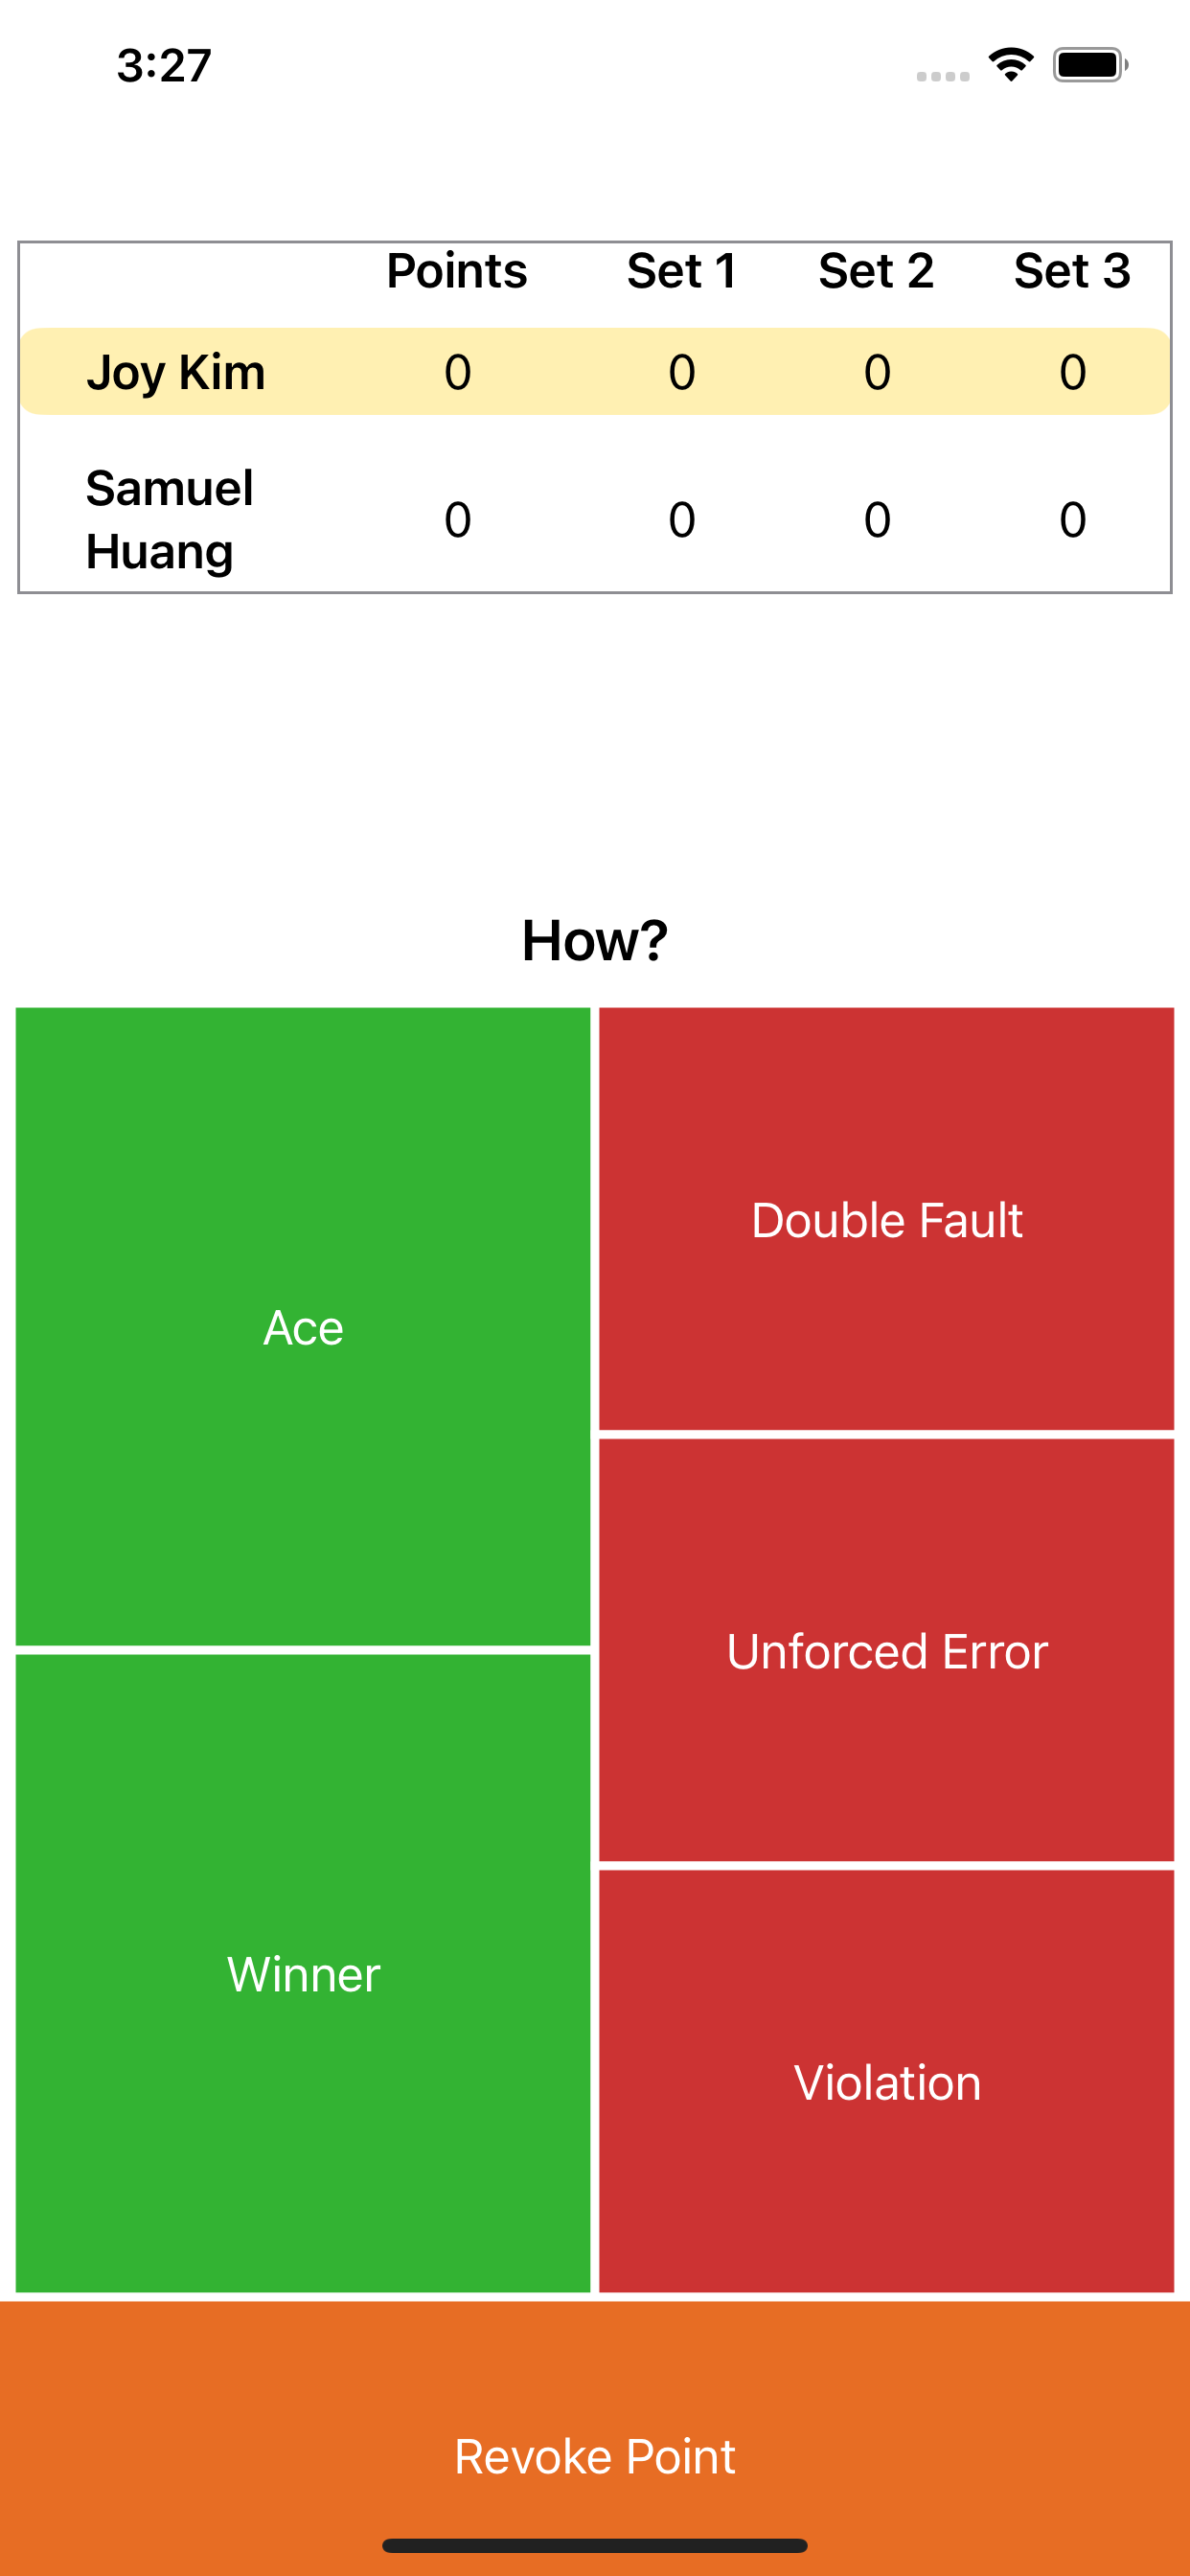 3:27
Points Set 1 Set 2 Set 3
Joy Kim 0 0 0 0
Samuel
Huang 0 0 0 0
How?
Ace
Double Fault
Unforced Error
Winner
Violation
Revoke Point